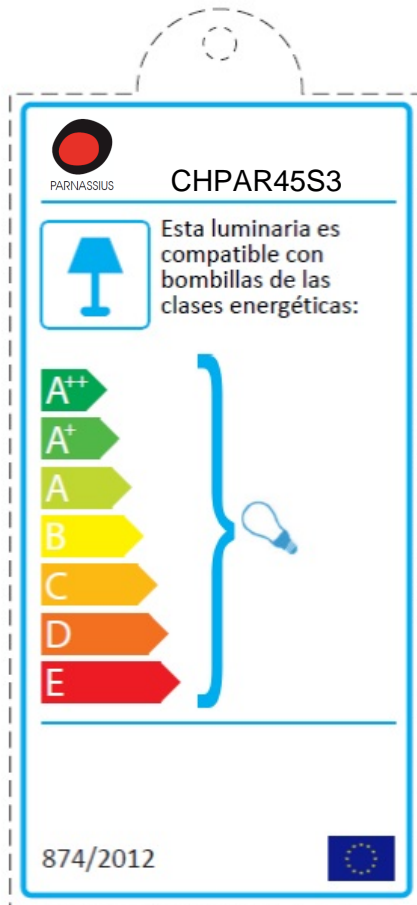 PARNASSIUS
CHPAR45S3
Esta luminaria es
compatible con
bombillas de las
clases energéticas:
A++
A+
A
B
C
D
E
874/2012